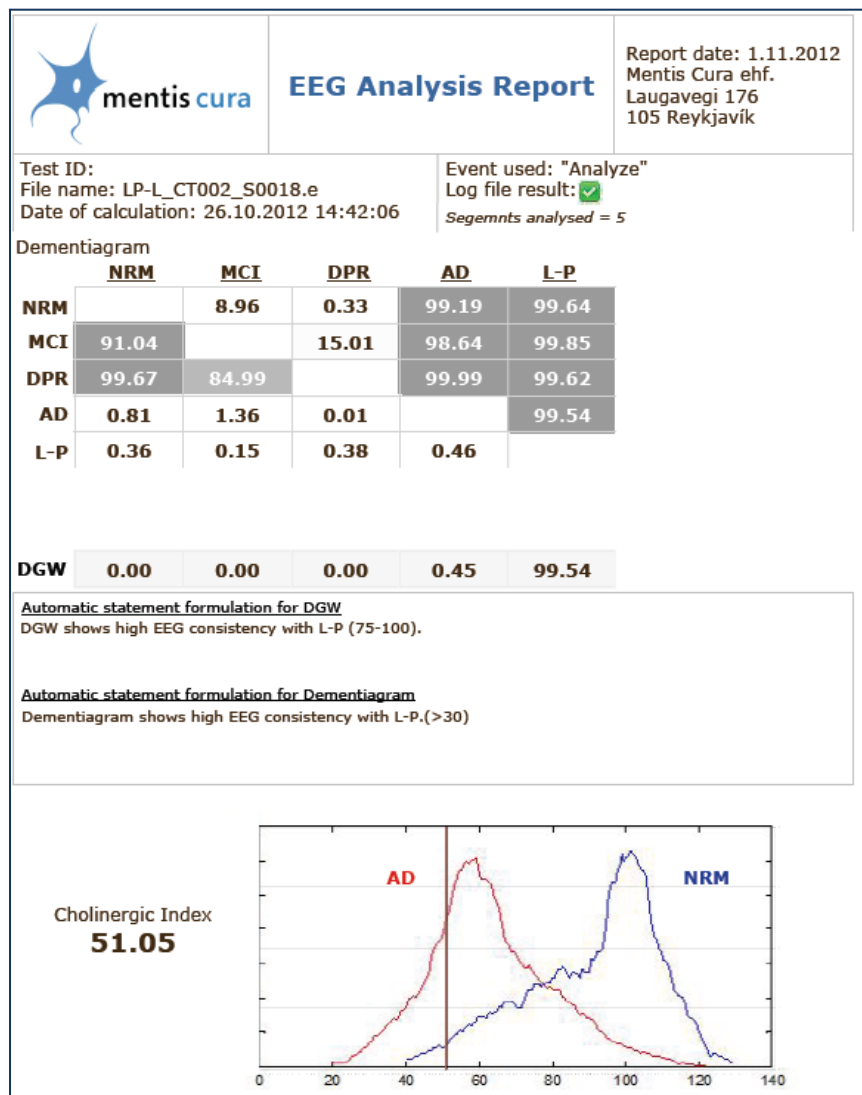 mentis cura
EEG Analysis Report
Report date: 1.11.2012
Mentis Cura ehf.
Laugavegi 176
105 Reykjavík
Test ID:
File name: LP-L_CT002_S0018.e
Date of calculation: 26.10.2012 14:42:06
Event used: "Analyze"
Log file result:
Segemnts analysed = 5
Dementiagram
NRM MCI DPR AD L-P
NRM 8.96 0.33 99.19 99.64
MCI 91.04 15.01 98.64 99.85
DPR 99.67 84.99 99.99 99.62
AD 0.81 1.36 0.01 99.54
L-P 0.36 0.15 0.38 0.46
DGW 0.00 0.00 0.00 0.45 99.54
Automatic statement formulation for DGW
DGW shows high EEG consistency with L-P (75-100).
Automatic statement formulation for Dementiagram
Dementiagram shows high EEG consistency with L-P.(>30)
Cholinergic Index
51.05
AD NRM
0 20 40 60 80 100 120 140